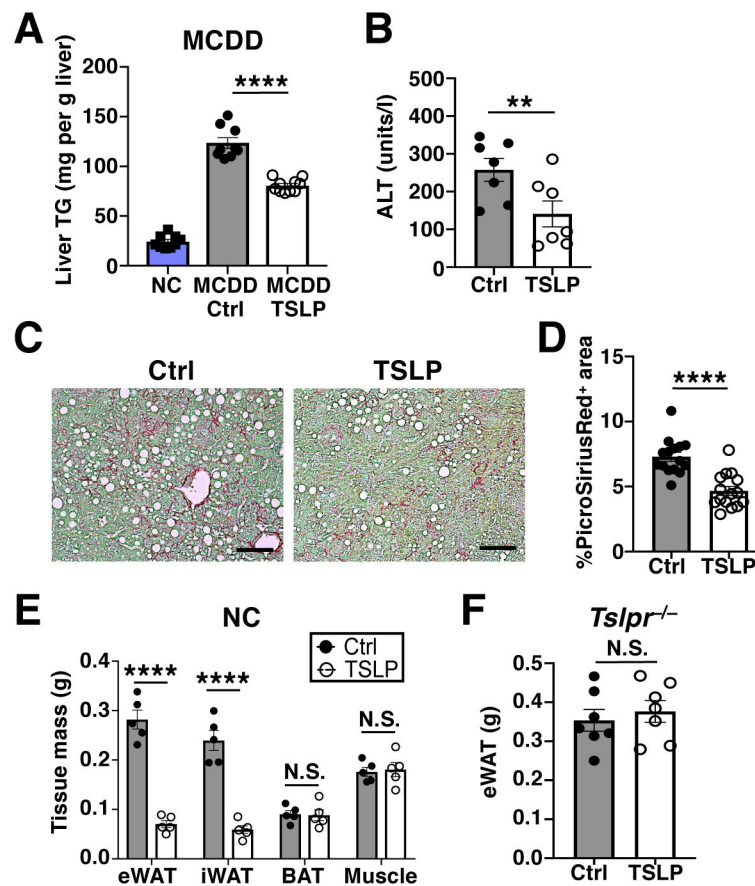 A
MCDD
Liver TG (mg per g liver)
200
150
100
50
0
****
NC
MCDD
Ctrl
MCDD
TSLP
B
ALT (units/l)
500
400
300
200
100
0
**
Ctrl
TSLP
C
Ctrl
TSLP
D
%PicroSiriusRed⁺ area
15
10
5
0
****
Ctrl
TSLP
E
NC
Ctrl
TSLP
Tissue mass (g)
0.4
0.3
0.2
0.1
0.0
****
****
N.S.
N.S.
eWAT
iWAT
BAT
Muscle
F
Tslpr⁻/⁻
N.S.
eWAT (g)
0.5
0.4
0.3
0.2
0.1
0.0
Ctrl
TSLP